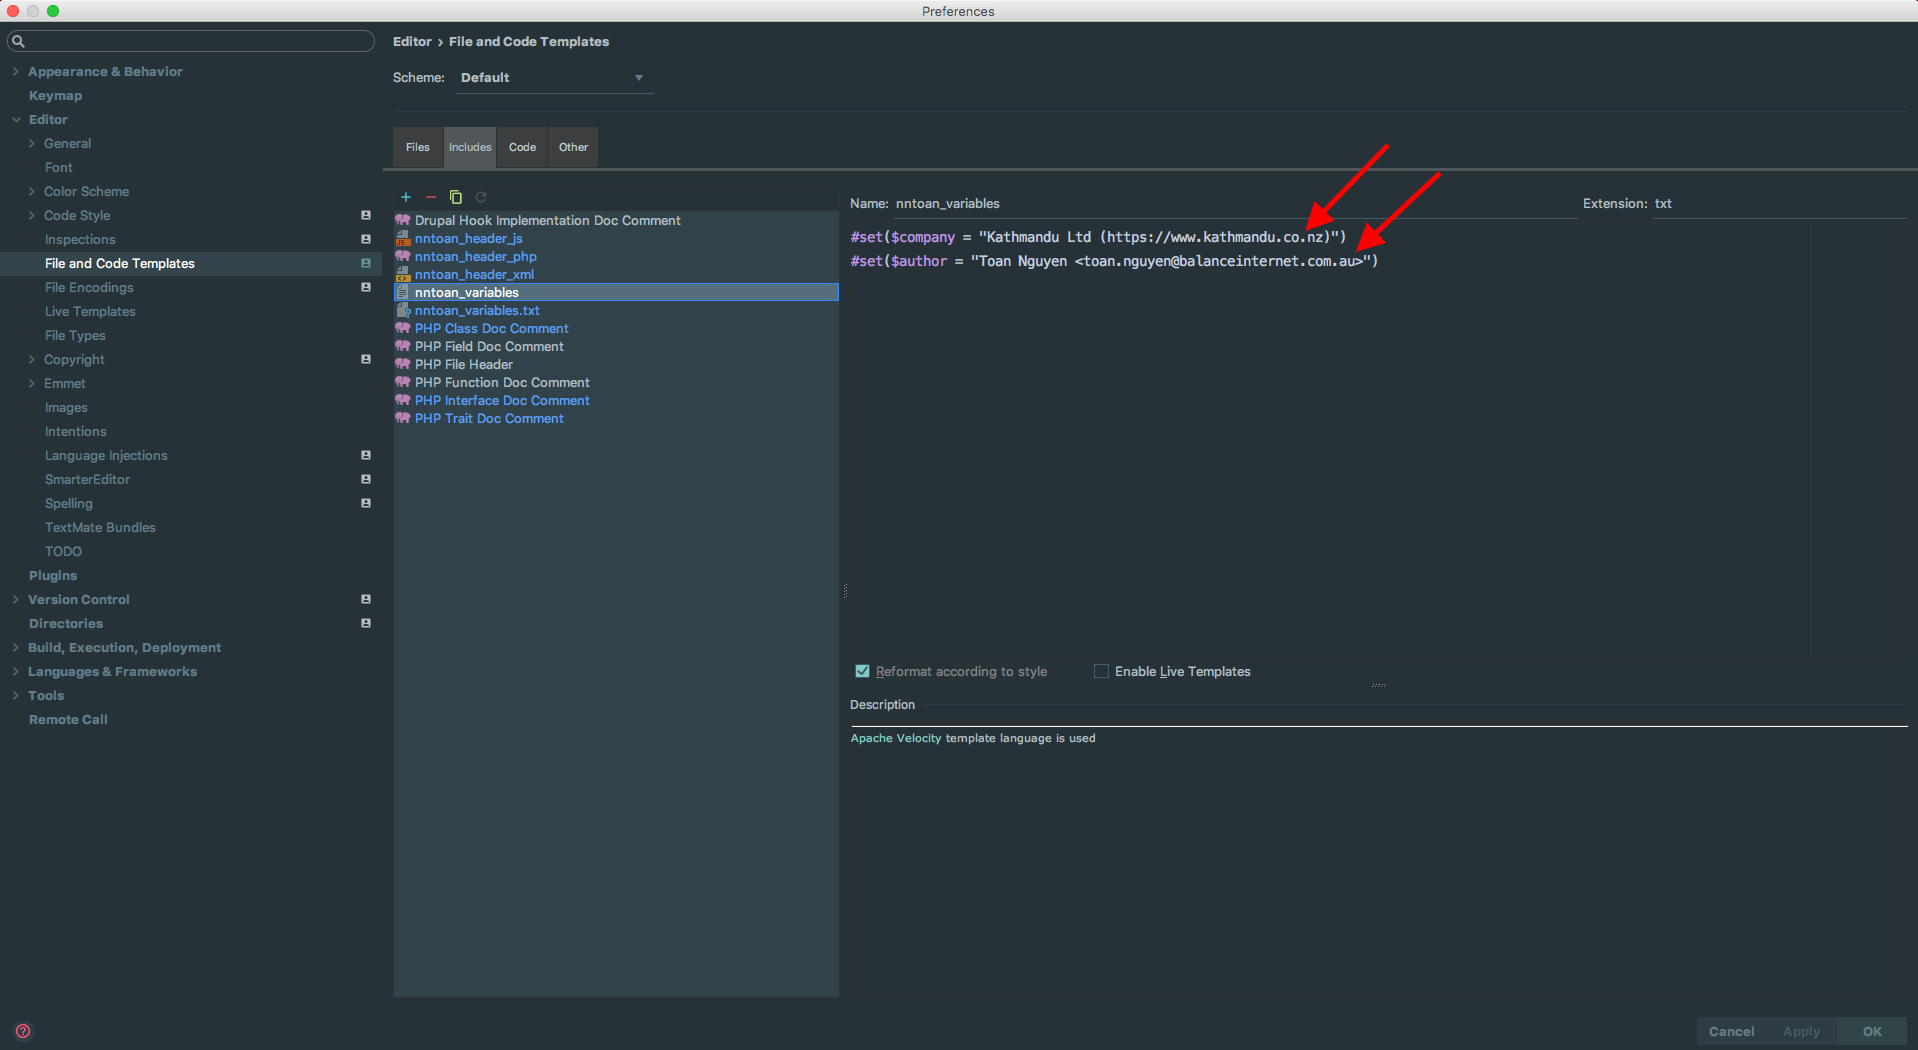 Preferences
Appearance & Behavior
Keymap
Editor
General
Font
Color Scheme
Code Style
Inspections
File and Code Templates
File Encodings
Live Templates
File Types
Copyright
Emmet
Images
Intentions
Language Injections
SmarterEditor
Spelling
TextMate Bundles
TODO
Plugins
Version Control
Directories
Build, Execution, Deployment
Languages & Frameworks
Tools
Remote Call
Editor › File and Code Templates
Scheme: Default
Files Includes Code Other
Drupal Hook Implementation Doc Comment
nntoan_header_js
nntoan_header_php
nntoan_header_xml
nntoan_variables
nntoan_variables.txt
PHP Class Doc Comment
PHP Field Doc Comment
PHP File Header
PHP Function Doc Comment
PHP Interface Doc Comment
PHP Trait Doc Comment
Name: nntoan_variables Extension: txt
#set($company = "Kathmandu Ltd (https://www.kathmandu.co.nz)")
#set($author = "Toan Nguyen <toan.nguyen@balanceinternet.com.au>")
Reformat according to style Enable Live Templates
Description
Apache Velocity template language is used
Cancel Apply OK